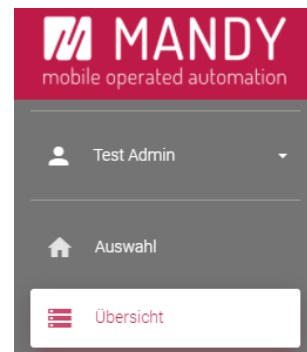 MANDY
mobile operated automation
Test Admin
Auswahl
Übersicht